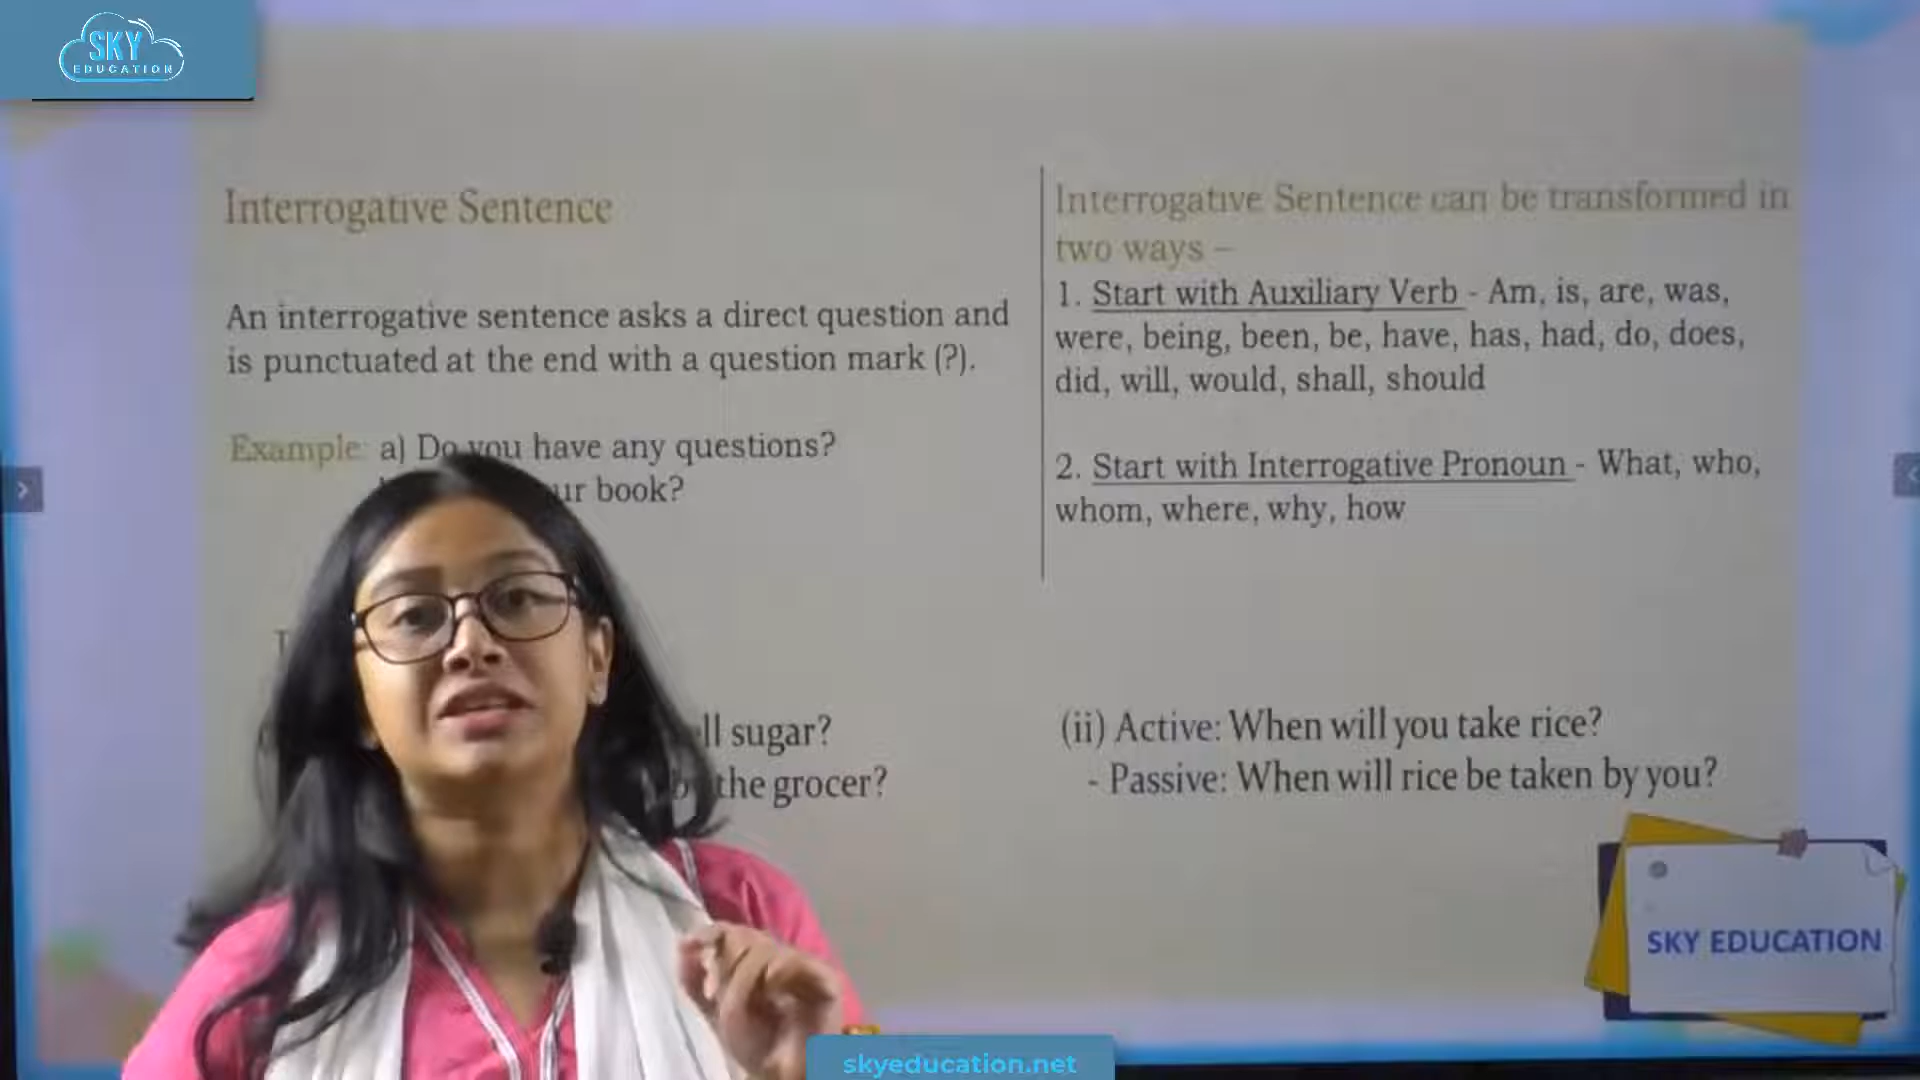 SKY
EDUCATION
Interrogative Sentence
An interrogative sentence asks a direct question and
is punctuated at the end with a question mark (?).
Example: a) Do you have any questions?
book?
sugar?
the grocer?
Interrogative Sentence can be transformed in
two ways –
1. Start with Auxiliary Verb - Am, is, are, was,
were, being, been, be, have, has, had, do, does,
did, will, would, shall, should
2. Start with Interrogative Pronoun - What, who,
whom, where, why, how
(ii) Active: When will you take rice?
- Passive: When will rice be taken by you?
SKY EDUCATION
skyeducation.net